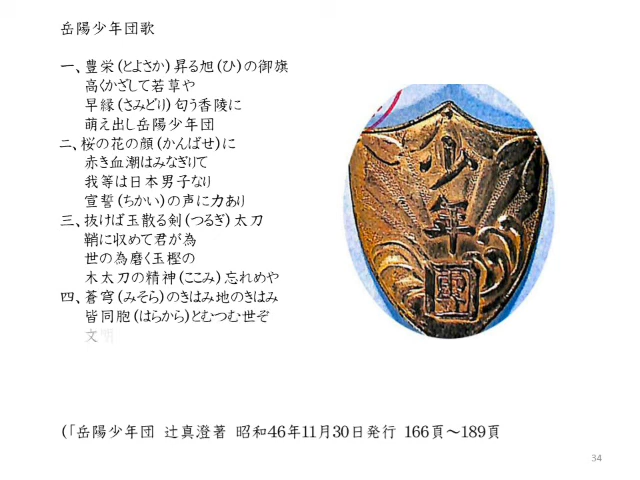 岳陽少年団歌
一、豊栄(とよさか)昇る旭(ひ)の御旗
高くかざして若草や
早縁(さみどり)匂う香陵に
萌え出し岳陽少年団
二、桜の花の顔(かんばせ)に
赤き血潮はみなぎりて
我等は日本男子なり
宣誓(ちかい)の声に力あり
三、抜けば玉散る剣(つるぎ)太刀
鞘に収めて君が為
世の為磨く玉樫の
木太刀の精神(ここみ)忘れめや
四、蒼穹(みそら)のきはみ地のきはみ
皆同胞(はらから)とむつむ世ぞ
文明
少年
(「岳陽少年団 辻真澄著 昭和46年11月30日発行 166頁～189頁
34